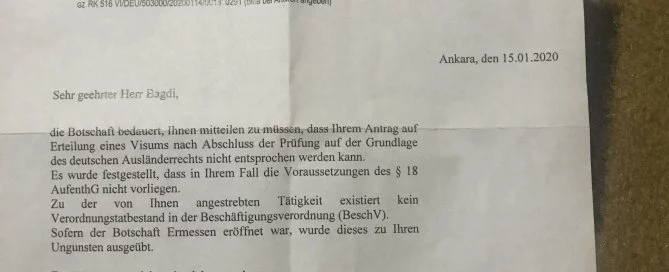 Ankara, den 15.01.2020
Sehr geehrter Herr Bagdi,
die Botschaft bedauert, Ihnen mitteilen zu müssen, dass Ihrem Antrag auf
Erteilung eines Visums nach Abschluss der Prüfung auf der Grundlage
des deutschen Ausländerrechts nicht entsprochen werden kann.
Es wurde festgestellt, dass in Ihrem Fall die Voraussetzungen des § 18
AufenthG nicht vorliegen.
Zu der von Ihnen angestrebten Tätigkeit existiert kein
Verordnungstatbestand in der Beschäftigungsverordnung (BeschV).
Sofern der Botschaft Ermessen eröffnet war, wurde dieses zu Ihren
Ungunsten ausgeübt.